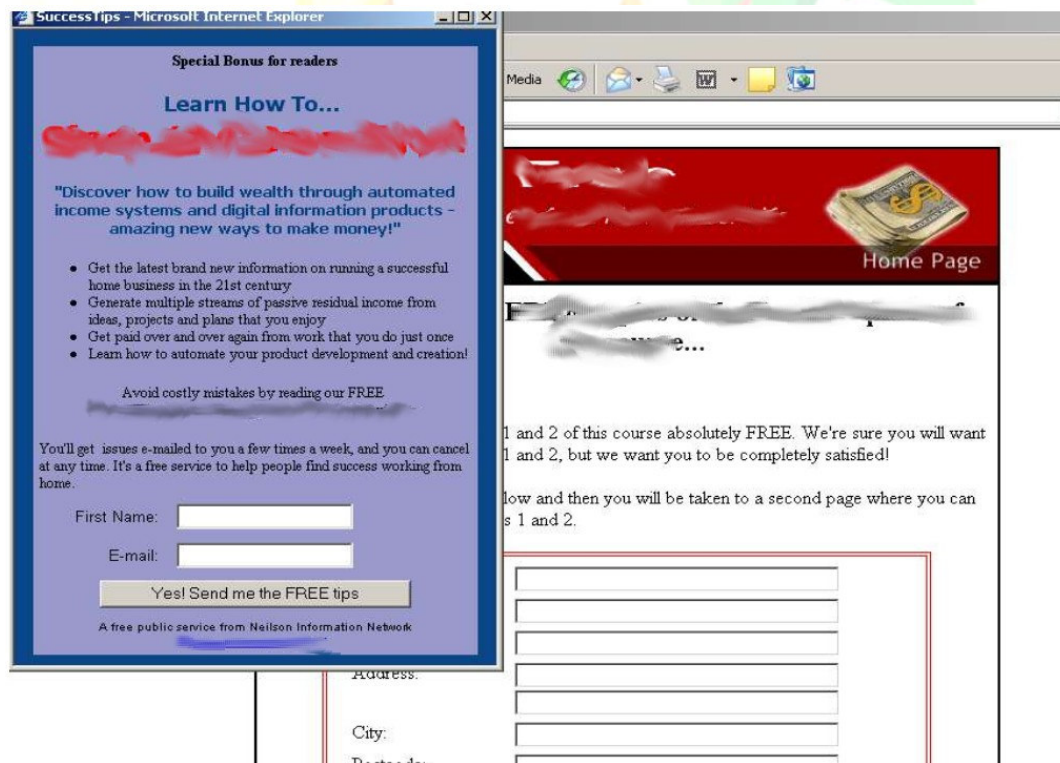 SuccessTips - Microsoft Internet Explorer
Special Bonus for readers
Learn How To...
"Discover how to build wealth through automated
income systems and digital information products -
amazing new ways to make money!"
Get the latest brand new information on running a successful
home business in the 21st century
Generate multiple streams of passive residual income from
ideas, projects and plans that you enjoy
Get paid over and over again from work that you do just once
Learn how to automate your product development and creation!
Avoid costly mistakes by reading our FREE
You'll get issues e-mailed to you a few times a week, and you can cancel
at any time. It's a free service to help people find success working from
home.
First Name:
E-mail:
Yes! Send me the FREE tips
A free public service from Neilson Information Network
Media
Home Page
1 and 2 of this course absolutely FREE. We're sure you will want
1 and 2, but we want you to be completely satisfied!
low and then you will be taken to a second page where you can
s 1 and 2.
Address:
City: